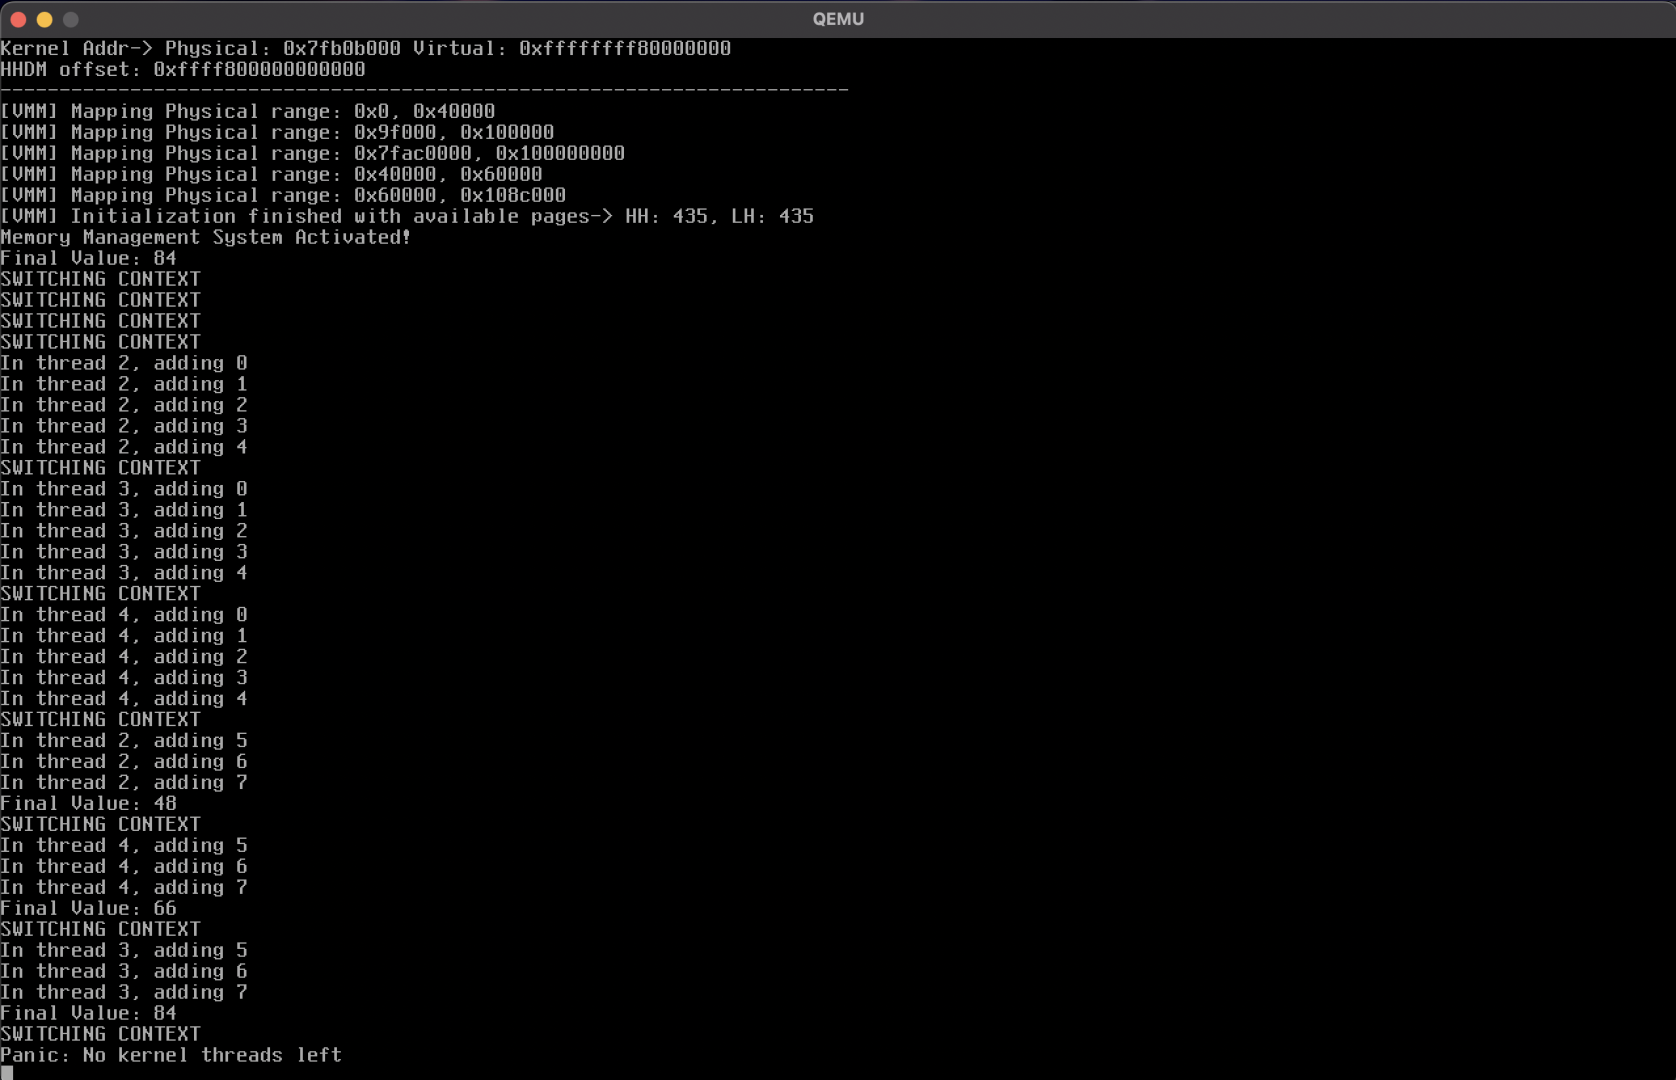 QEMU
Kernel Addr-> Physical: 0x7fb0b000 Virtual: 0xffffffff80000000
HHDM offset: 0xffff800000000000
------------------------------------------------------------------------
[VMM] Mapping Physical range: 0x0, 0x40000
[VMM] Mapping Physical range: 0x9f000, 0x100000
[VMM] Mapping Physical range: 0x7fac0000, 0x100000000
[VMM] Mapping Physical range: 0x40000, 0x60000
[VMM] Mapping Physical range: 0x60000, 0x108c000
[VMM] Initialization finished with available pages-> HH: 435, LH: 435
Memory Management System Activated!
Final Value: 84
SWITCHING CONTEXT
SWITCHING CONTEXT
SWITCHING CONTEXT
SWITCHING CONTEXT
In thread 2, adding 0
In thread 2, adding 1
In thread 2, adding 2
In thread 2, adding 3
In thread 2, adding 4
SWITCHING CONTEXT
In thread 3, adding 0
In thread 3, adding 1
In thread 3, adding 2
In thread 3, adding 3
In thread 3, adding 4
SWITCHING CONTEXT
In thread 4, adding 0
In thread 4, adding 1
In thread 4, adding 2
In thread 4, adding 3
In thread 4, adding 4
SWITCHING CONTEXT
In thread 2, adding 5
In thread 2, adding 6
In thread 2, adding 7
Final Value: 48
SWITCHING CONTEXT
In thread 4, adding 5
In thread 4, adding 6
In thread 4, adding 7
Final Value: 66
SWITCHING CONTEXT
In thread 3, adding 5
In thread 3, adding 6
In thread 3, adding 7
Final Value: 84
SWITCHING CONTEXT
Panic: No kernel threads left